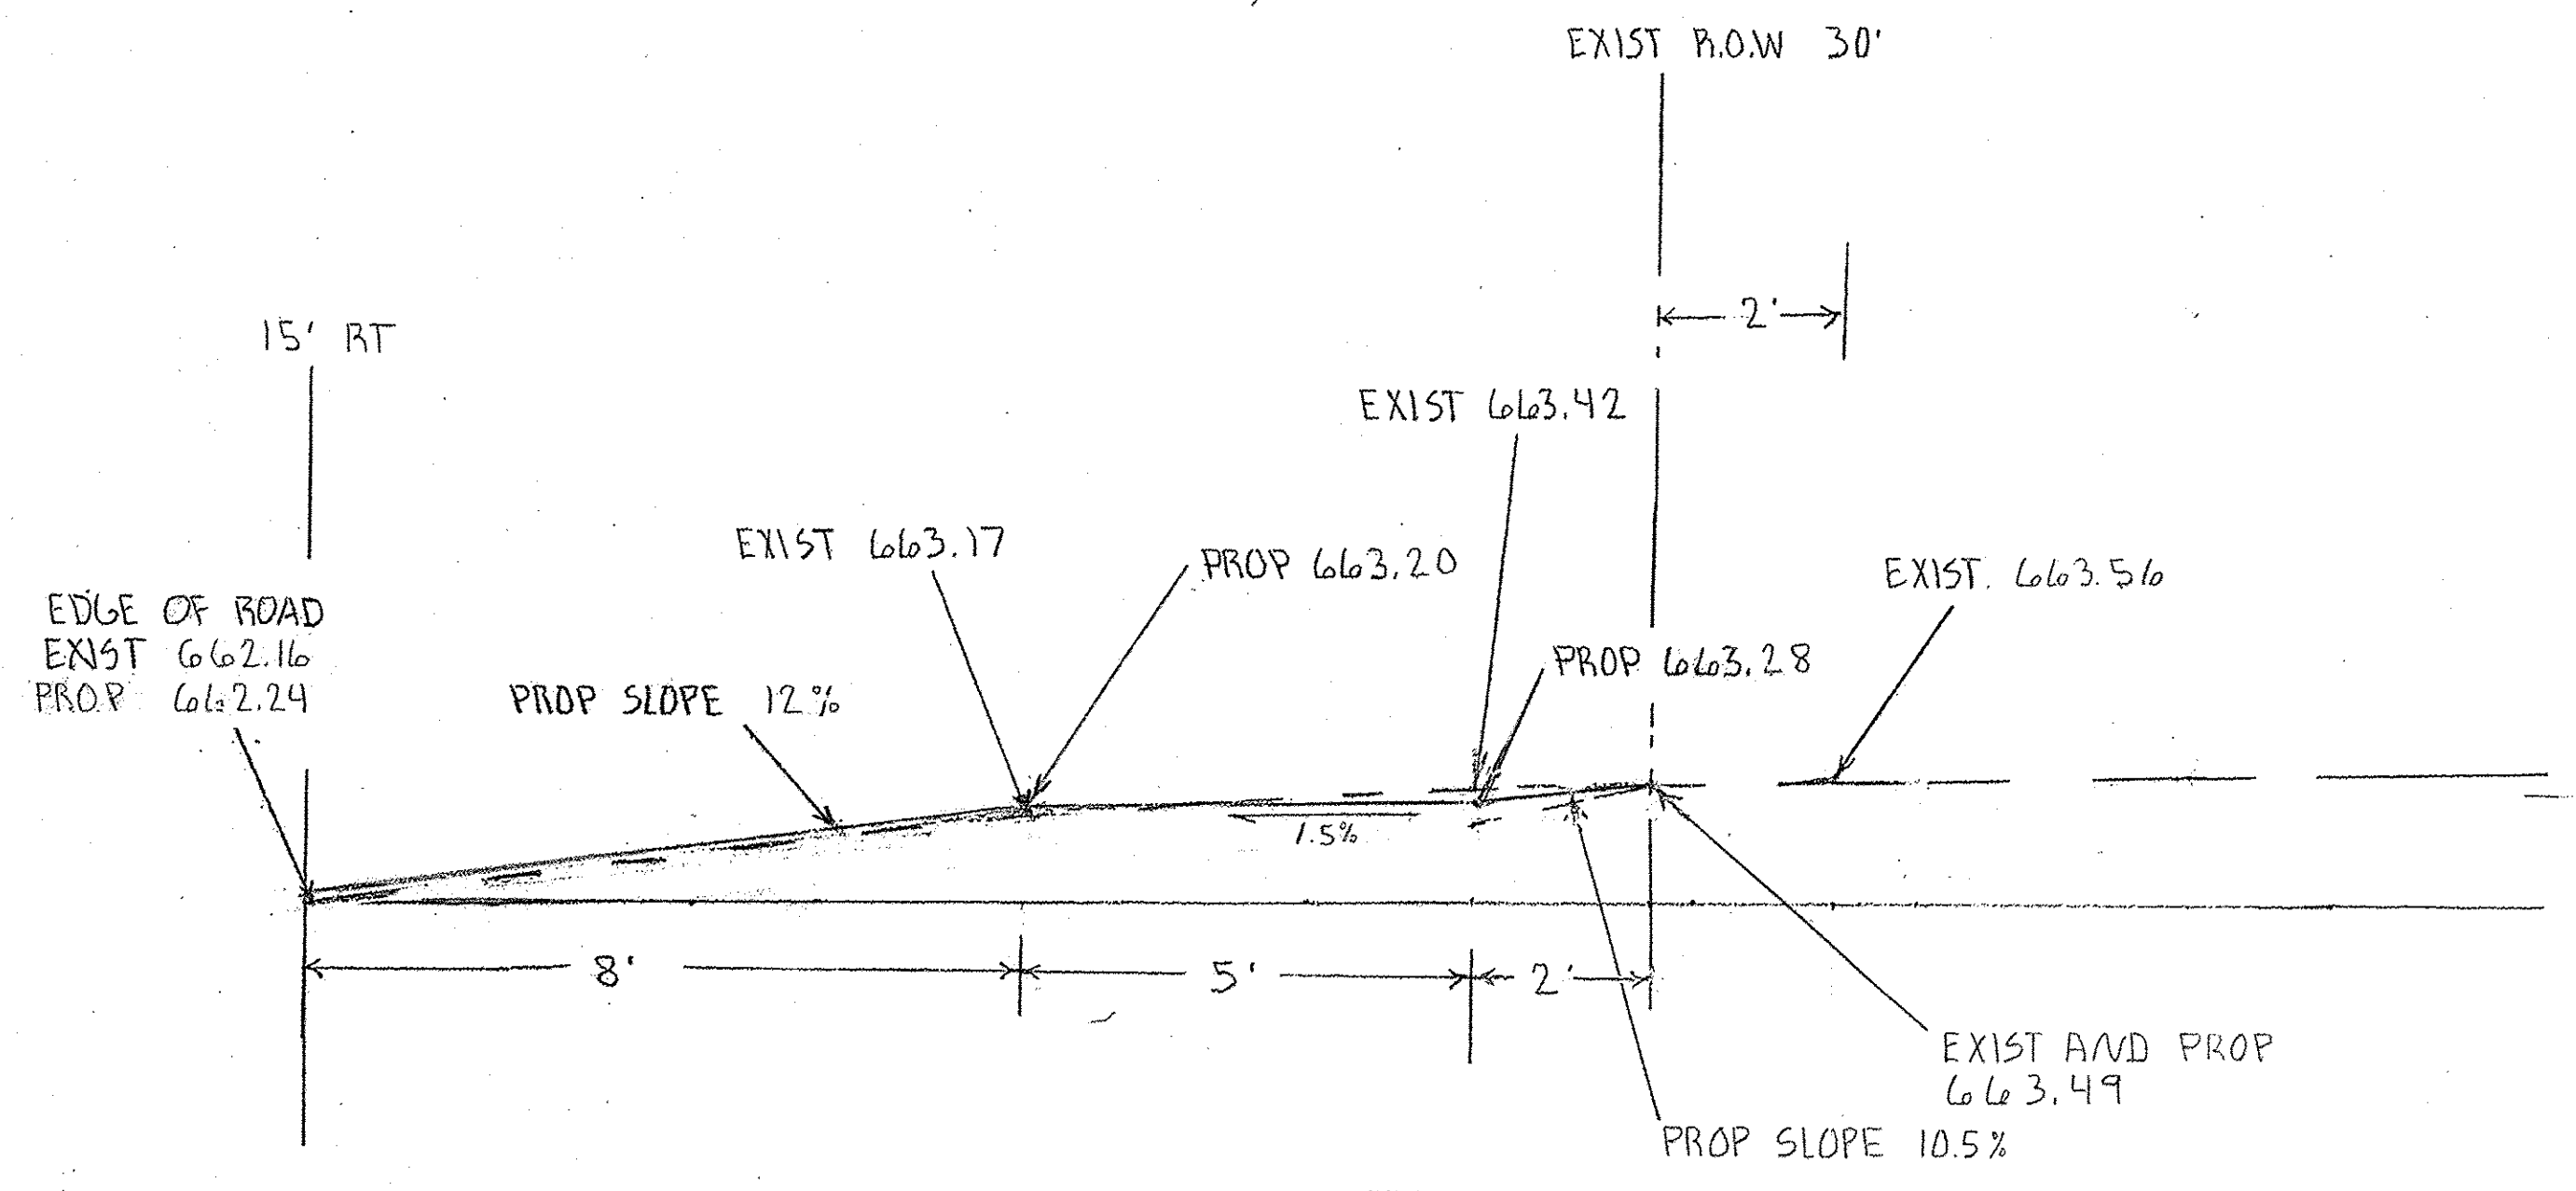 EXIST R.O.W 30'
2'
15' RT
EXIST 663.42
EXIST 663.17
PROP 663.20
EXIST. 663.56
EDGE OF ROAD
EXIST 662.16
PROP 662.24
PROP SLOPE 12%
PROP 663.28
1.5%
8'
5'
2'
EXIST AND PROP
663.49
PROP SLOPE 10.5%